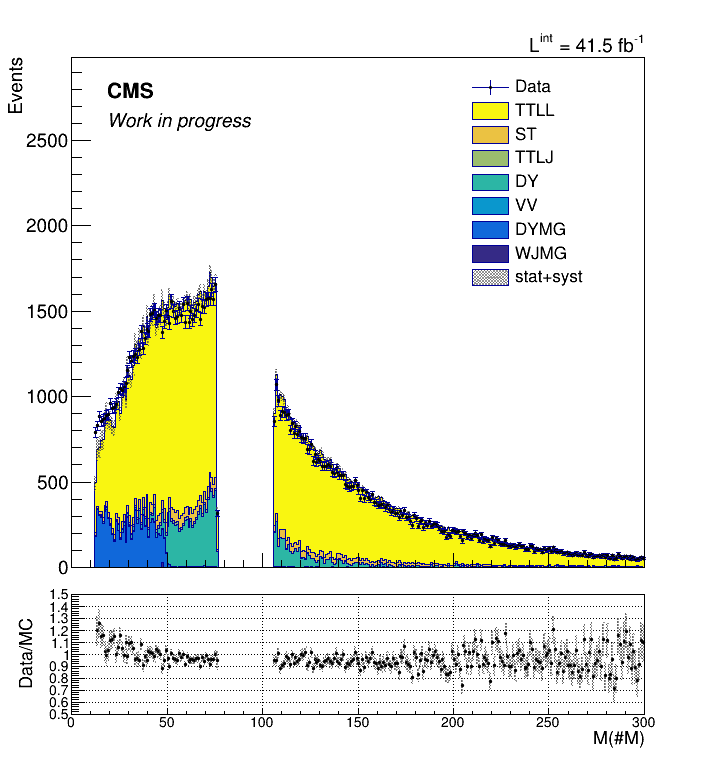 L^int = 41.5 fb^-1
Events
CMS
Work in progress
Data
TTLL
ST
TTLJ
DY
VV
DYMG
WJMG
stat+syst
2500
2000
1500
1000
500
0
Data/MC
1.5
1.4
1.3
1.2
1.1
1
0.9
0.8
0.7
0.6
0.5
0 50 100 150 200 250 300
M(#M)